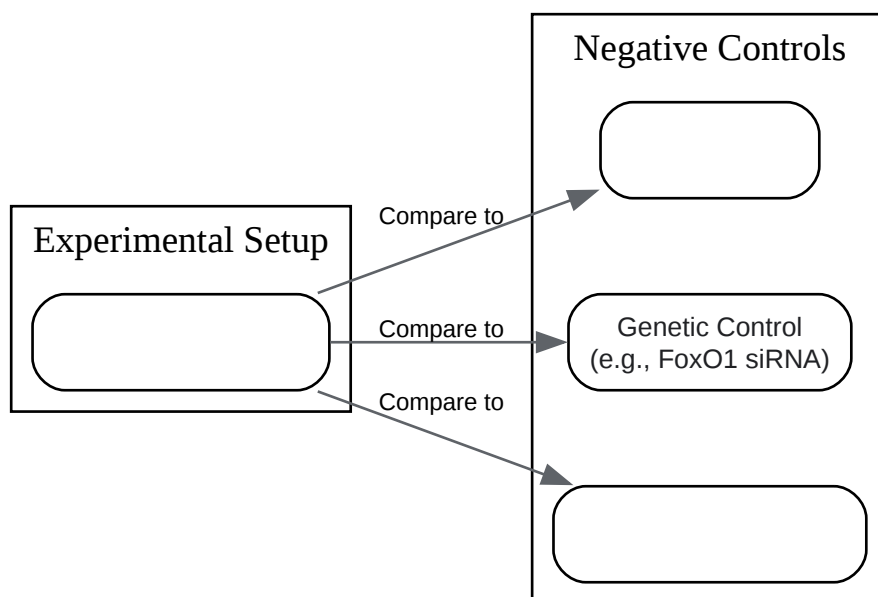 Negative Controls
Compare to
Experimental Setup
Compare to
Genetic Control
(e.g., FoxO1 siRNA)
Compare to